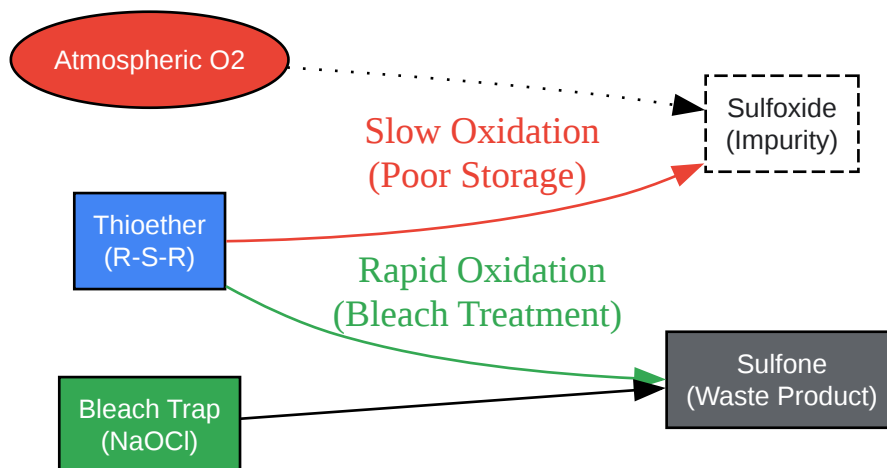 Atmospheric O2
Sulfoxide
(Impurity)
Slow Oxidation
(Poor Storage)
Thioether
(R-S-R)
Rapid Oxidation
(Bleach Treatment)
Sulfone
(Waste Product)
Bleach Trap
(NaOCl)